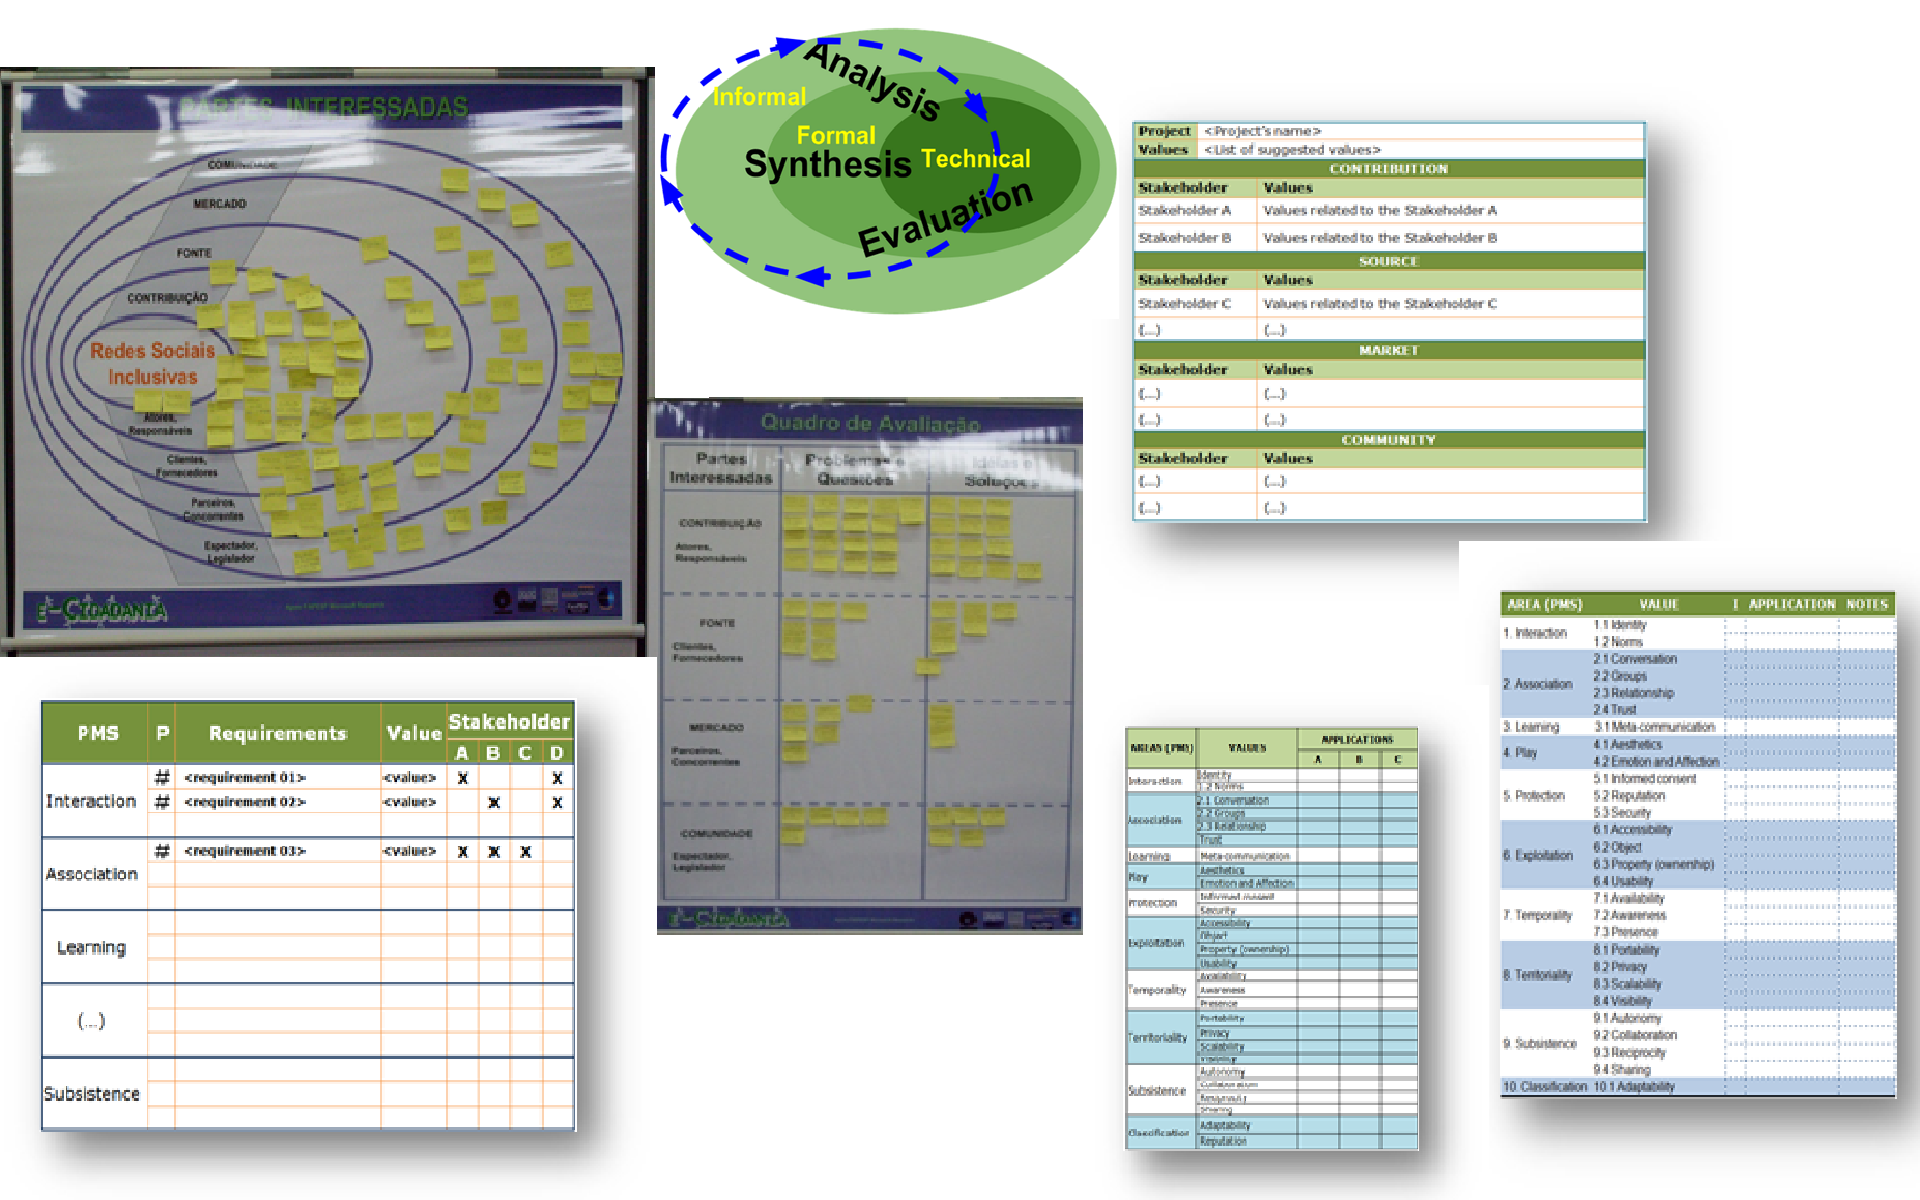 PARTES INTERESSADAS
COMUNIDADE
MERCADO
FONTE
CONTRIBUIÇÃO
Redes Sociais
Inclusivas
Atores,
Responsáveis
Clientes,
Fornecedores
Parceiros,
Concorrentes
Espectador,
Legislador
E-CIDADANIA
Analysis
Informal
Formal
Synthesis
Technical
Evaluation
Project <Project's name>
Values <List of suggested values>
CONTRIBUTION
Stakeholder Values
Stakeholder A Values related to the Stakeholder A
Stakeholder B Values related to the Stakeholder B
SOURCE
Stakeholder Values
Stakeholder C Values related to the Stakeholder C
(...) (...)
MARKET
Stakeholder Values
(...) (...)
(...) (...)
COMMUNITY
Stakeholder Values
(...) (...)
(...) (...)
Quadro de Avaliação
Partes Interessadas
Problemas e Questões
Idéias e Soluções
CONTRIBUIÇÃO
Atores,
Responsáveis
FONTE
Clientes,
Fornecedores
MERCADO
Parceiros,
Concorrentes
COMUNIDADE
Espectador,
Legislador
E-Cidadania
PMS P Requirements Value Stakeholder
A B C D
Interaction
# <requirement 01> <value> X X
# <requirement 02> <value> X X
Association
# <requirement 03> <value> X X X
Learning
(...)
Subsistence
AREAS (PMS) VALUES APPLICATIONS
A B C
Interaction
Identity
1.2 Norms
Association
2.1 Conversation
2.2 Groups
2.3 Relationship
Trust
Learning Meta-communication
Play
Aesthetics
Emotion and Affection
Protection
Informed consent
Security
Exploitation
Accessibility
Object
Property (ownership)
Usability
Temporality
Availability
Awareness
Presence
Territoriality
Portability
Privacy
Scalability
Visibility
Subsistence
Autonomy
Collaboration
Reciprocity
Sharing
Classification
Adaptability
Reputation
AREA (PMS) VALUE I APPLICATION NOTES
1. Interaction
1.1 Identity
1.2 Norms
2. Association
2.1 Conversation
2.2 Groups
2.3 Relationship
2.4 Trust
3. Learning 3.1 Meta-communication
4. Play
4.1 Aesthetics
4.2 Emotion and Affection
5. Protection
5.1 Informed consent
5.2 Reputation
5.3 Security
6. Exploitation
6.1 Accessibility
6.2 Object
6.3 Property (ownership)
6.4 Usability
7. Temporality
7.1 Availability
7.2 Awareness
7.3 Presence
8. Territoriality
8.1 Portability
8.2 Privacy
8.3 Scalability
8.4 Visibility
9. Subsistence
9.1 Autonomy
9.2 Collaboration
9.3 Reciprocity
9.4 Sharing
10. Classification 10.1 Adaptability